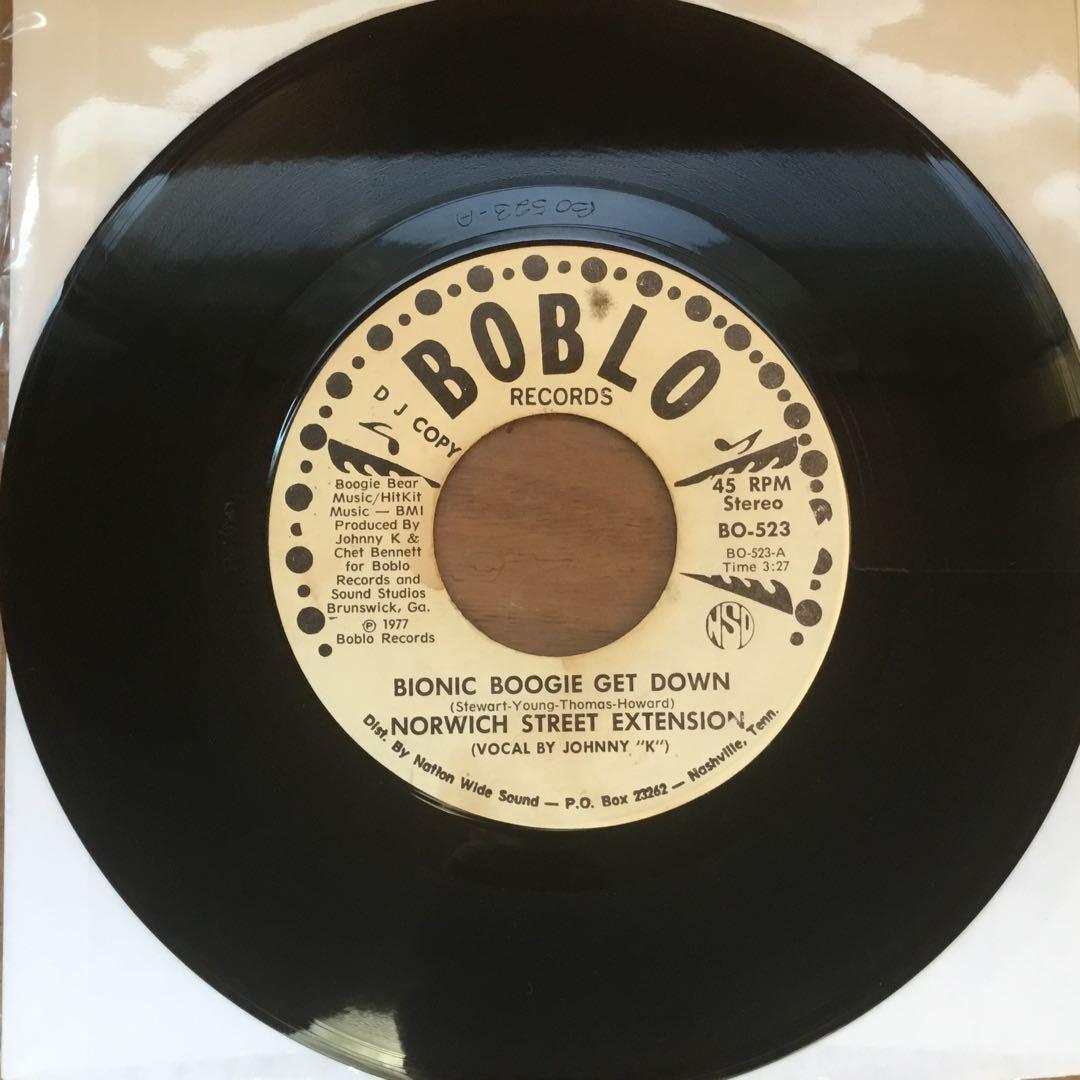 BO 523-A
BOBLO
RECORDS
D J COPY
Boogie Bear
Music/HitKit
Music — BMI
Produced By
Johnny K &
Chet Bennett
for Boblo
Records and
Sound Studios
Brunswick, Ga.
℗ 1977
Boblo Records
45 RPM
Stereo
BO-523
BO-523-A
Time 3:27
NSD
BIONIC BOOGIE GET DOWN
(Stewart-Young-Thomas-Howard)
NORWICH STREET EXTENSION
(VOCAL BY JOHNNY "K")
Dist. By Nation Wide Sound — P.O. Box 23262 — Nashville, Tenn.